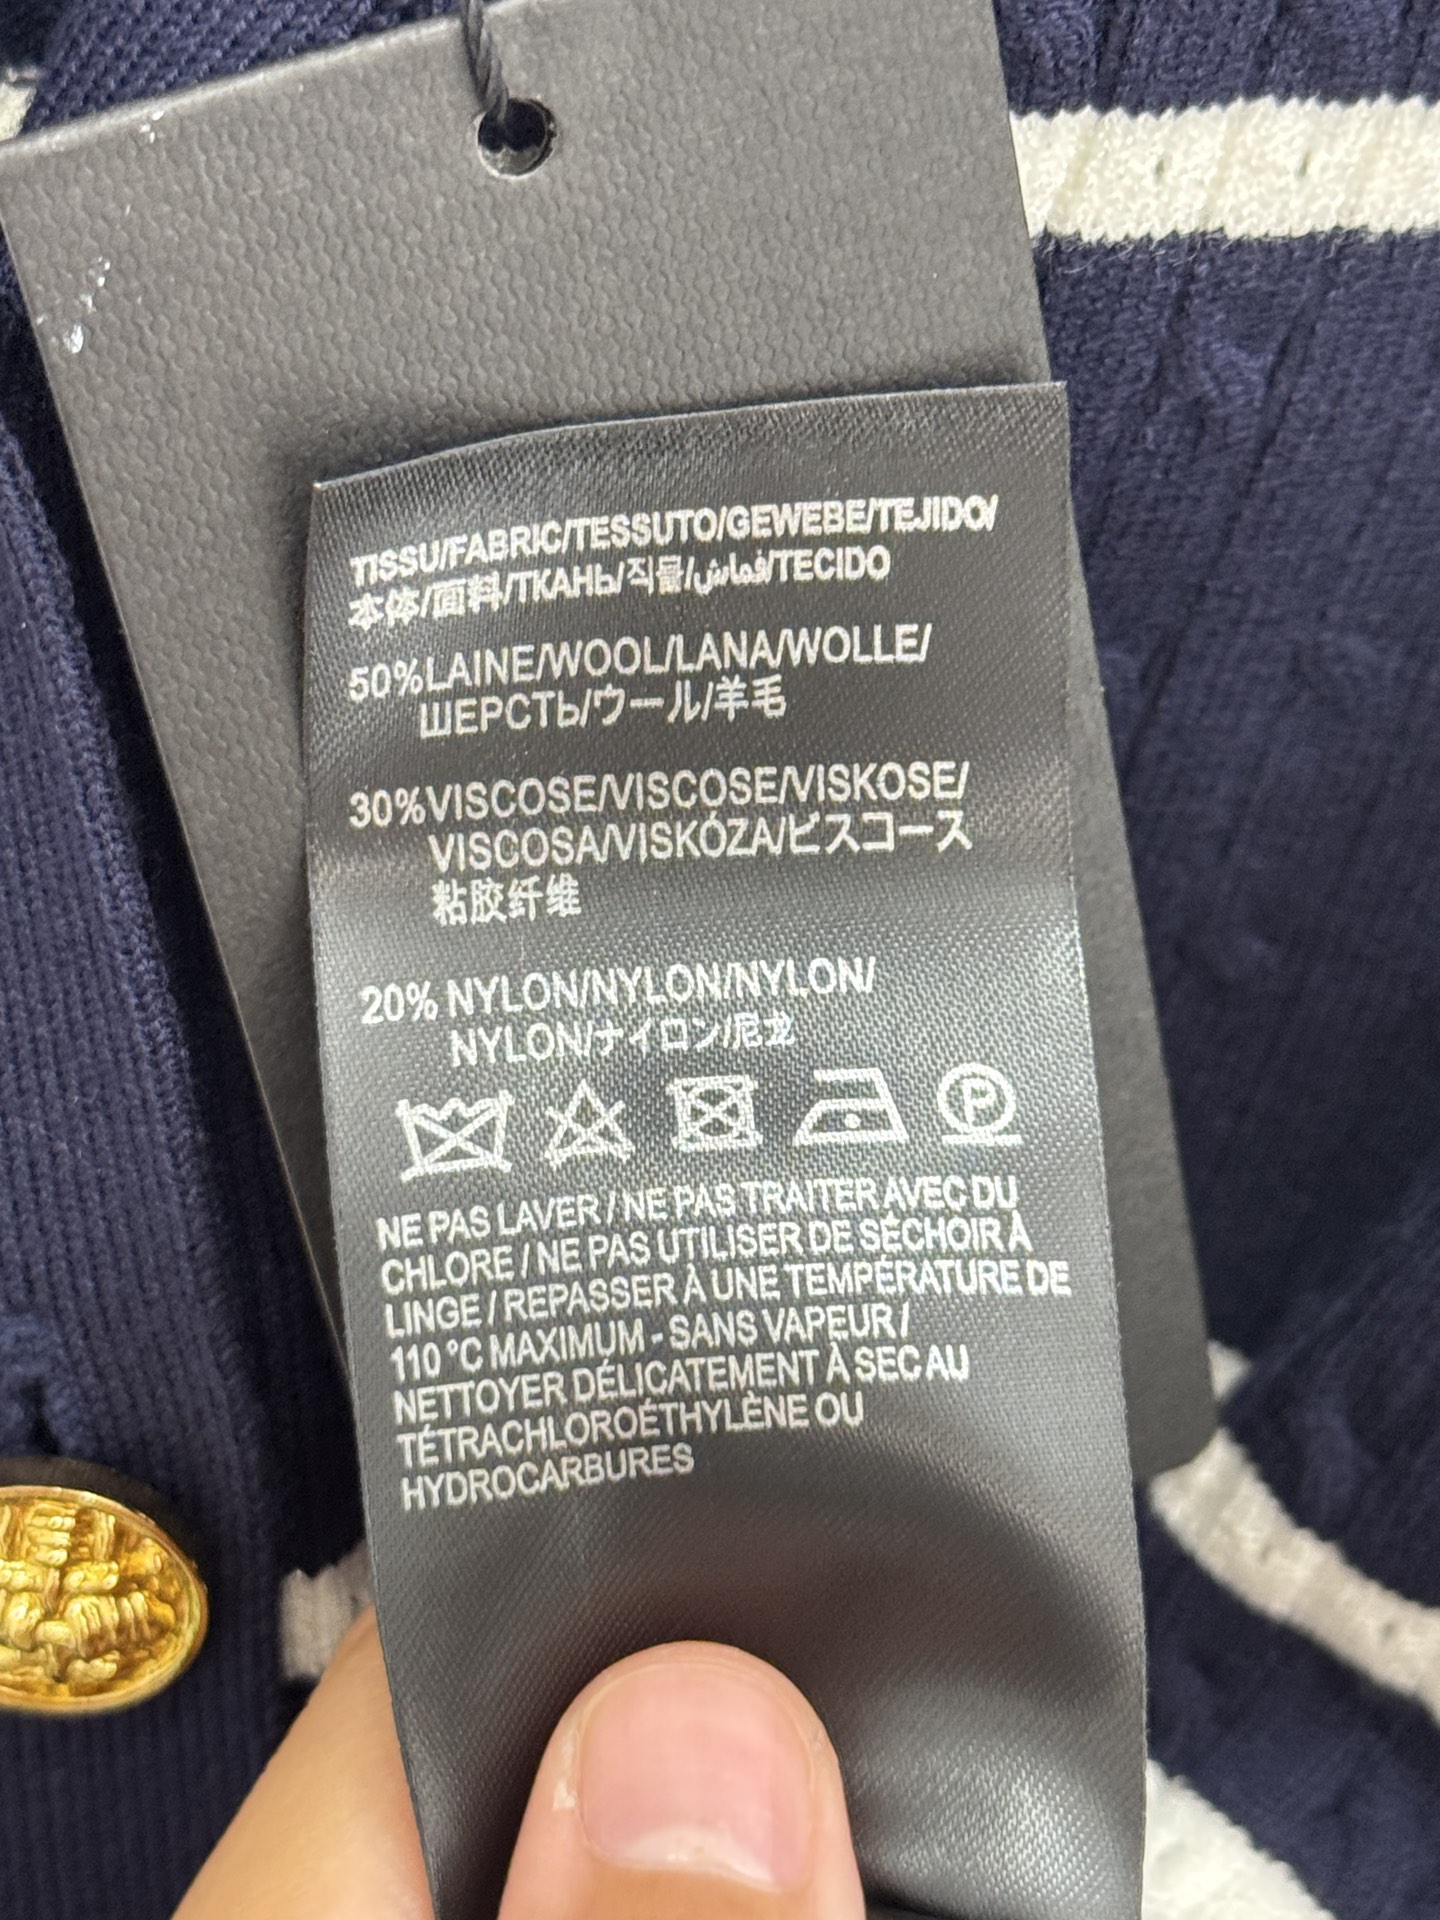 TISSU/FABRIC/TESSUTO/GEWEBE/TEJIDO/
本体/面料/ТКАНЬ/직물/قماش/TECIDO
50%LAINE/WOOL/LANA/WOLLE/
ШЕРСТЬ/ウール/羊毛
30%VISCOSE/VISCOSE/VISKOSE/
VISCOSA/VISKÓZA/ビスコース
粘胶纤维
20% NYLON/NYLON/NYLON/
NYLON/ナイロン/尼龙
P
NE PAS LAVER / NE PAS TRAITER AVEC DU
CHLORE / NE PAS UTILISER DE SÉCHOIR À
LINGE / REPASSER À UNE TEMPÉRATURE DE
110 °C MAXIMUM - SANS VAPEUR /
NETTOYER DÉLICATEMENT À SEC AU
TÉTRACHLOROÉTHYLÈNE OU
HYDROCARBURES